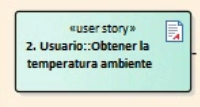 «user story»
2. Usuario::Obtener la
temperatura ambiente